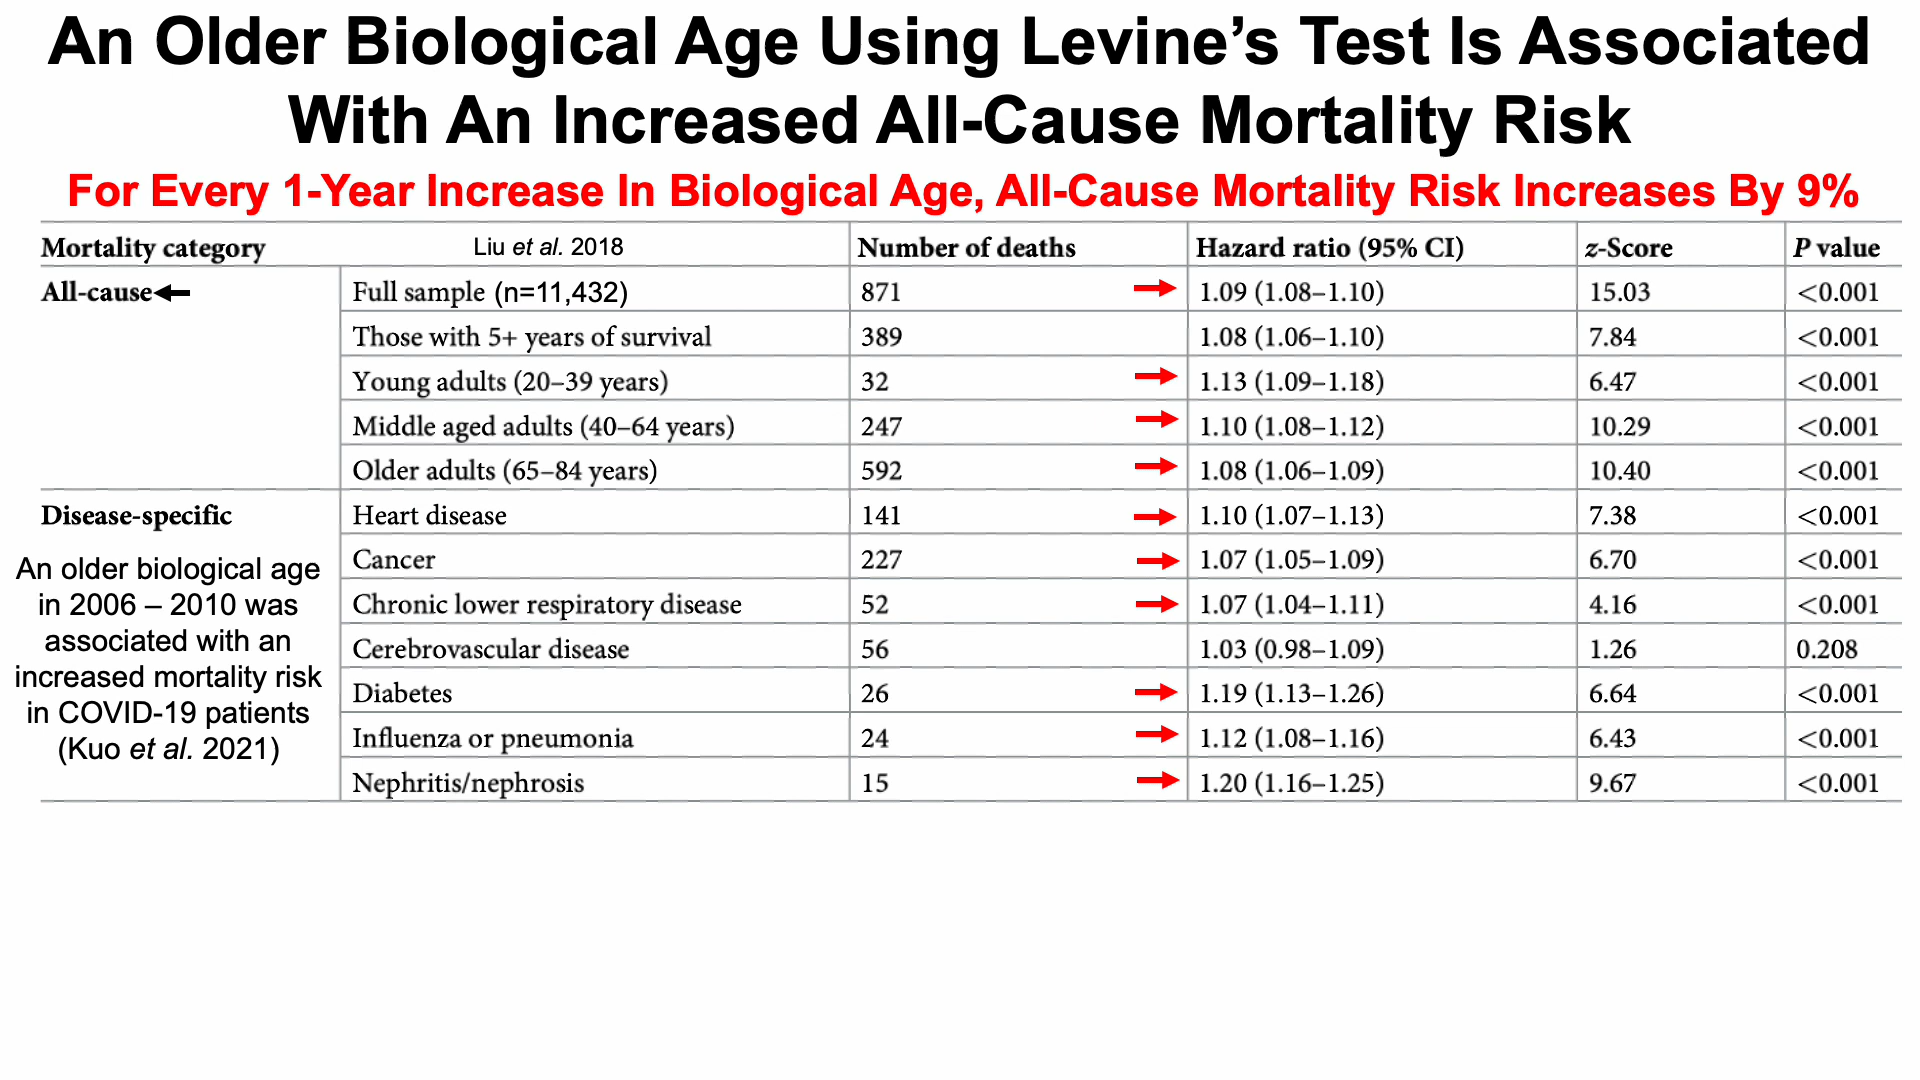 An Older Biological Age Using Levine’s Test Is Associated
With An Increased All-Cause Mortality Risk
For Every 1-Year Increase In Biological Age, All-Cause Mortality Risk Increases By 9%
Mortality category Liu et al. 2018 Number of deaths Hazard ratio (95% CI) z-Score P value
All-cause Full sample (n=11,432) 871 1.09 (1.08–1.10) 15.03 <0.001
Those with 5+ years of survival 389 1.08 (1.06–1.10) 7.84 <0.001
Young adults (20–39 years) 32 1.13 (1.09–1.18) 6.47 <0.001
Middle aged adults (40–64 years) 247 1.10 (1.08–1.12) 10.29 <0.001
Older adults (65–84 years) 592 1.08 (1.06–1.09) 10.40 <0.001
Disease-specific Heart disease 141 1.10 (1.07–1.13) 7.38 <0.001
Cancer 227 1.07 (1.05–1.09) 6.70 <0.001
Chronic lower respiratory disease 52 1.07 (1.04–1.11) 4.16 <0.001
Cerebrovascular disease 56 1.03 (0.98–1.09) 1.26 0.208
Diabetes 26 1.19 (1.13–1.26) 6.64 <0.001
Influenza or pneumonia 24 1.12 (1.08–1.16) 6.43 <0.001
Nephritis/nephrosis 15 1.20 (1.16–1.25) 9.67 <0.001
An older biological age
in 2006 – 2010 was
associated with an
increased mortality risk
in COVID-19 patients
(Kuo et al. 2021)